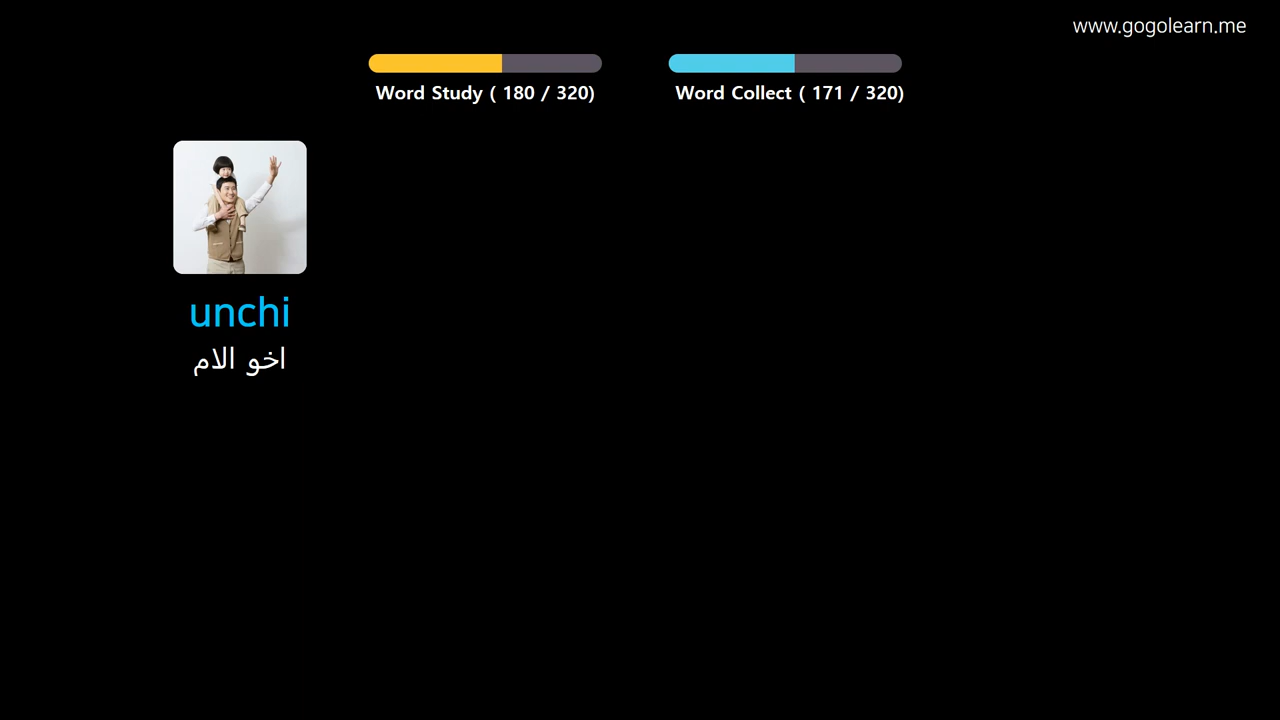 www.gogolearn.me
Word Study ( 180 / 320)
Word Collect ( 171 / 320)
unchi
اخو الام